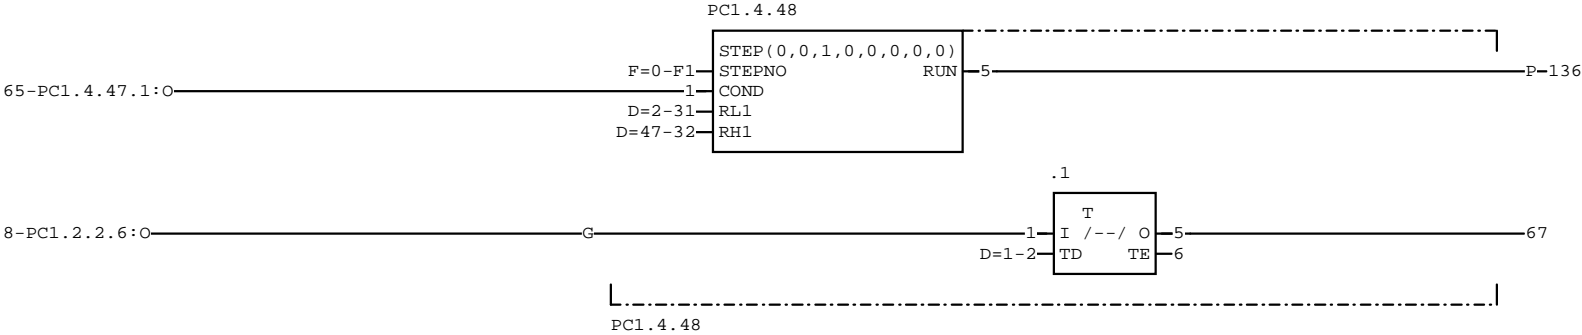 PC1.4.48
STEP(0,0,1,0,0,0,0,0)
F=0-F1 STEPNO RUN 5 P-136
65-PC1.4.47.1:O 1 COND
D=2-31 RL1
D=47-32 RH1
.1
T
8-PC1.2.2.6:O G 1 I /--/ O 5 67
D=1-2 TD TE 6
PC1.4.48